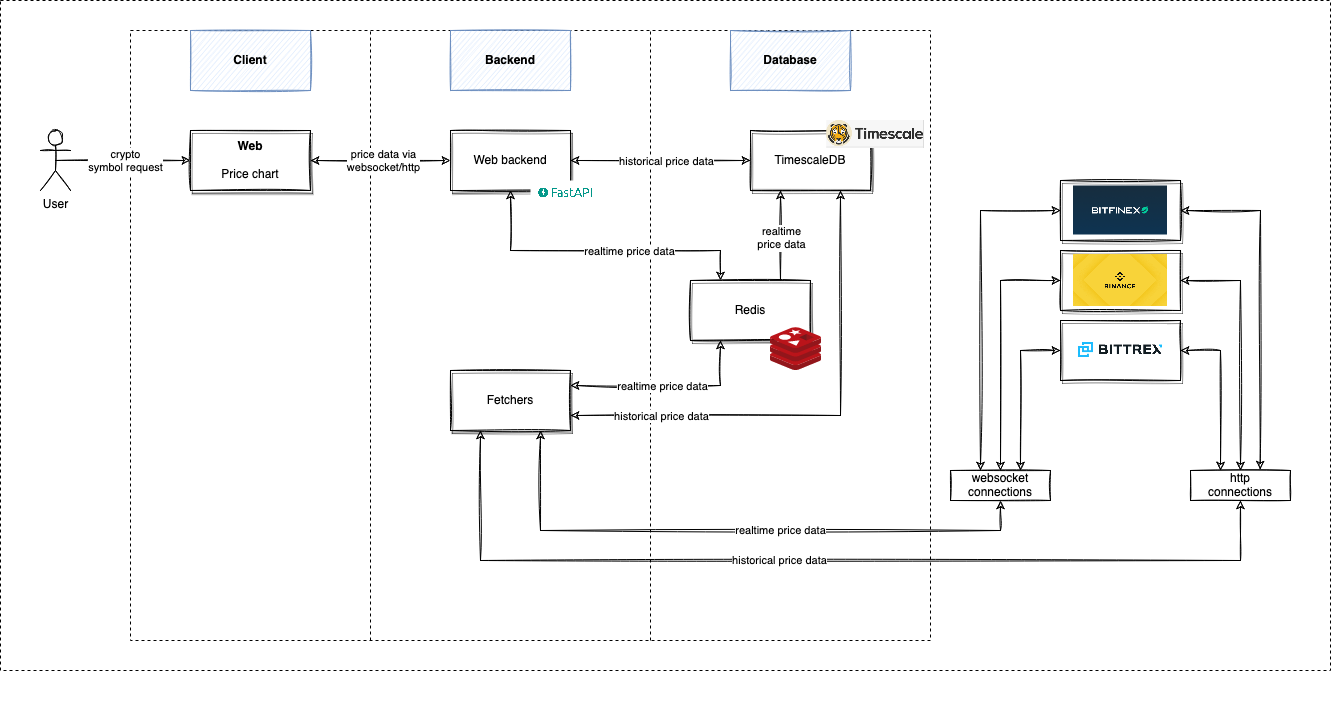 Client
Backend
Database
Web
Price chart
Web backend
FastAPI
TimescaleDB
Timescale
User
crypto
symbol request
price data via
websocket/http
historical price data
realtime price data
realtime
price data
Redis
Fetchers
realtime price data
historical price data
BITFINEX
BINANCE
BITTREX
websocket
connections
http
connections
realtime price data
historical price data